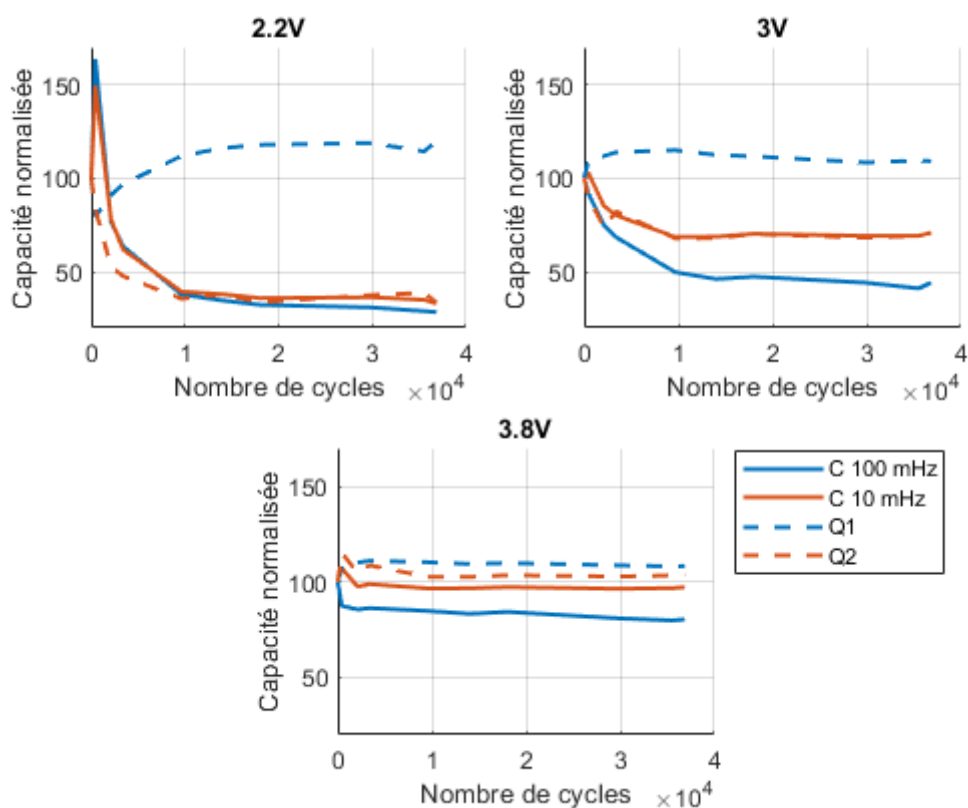 2.2V
Capacité normalisée
150
100
50
0 1 2 3 4
Nombre de cycles ×10^4
3V
Capacité normalisée
150
100
50
0 1 2 3 4
Nombre de cycles ×10^4
3.8V
Capacité normalisée
150
100
50
0 1 2 3 4
Nombre de cycles ×10^4
C 100 mHz
C 10 mHz
Q1
Q2